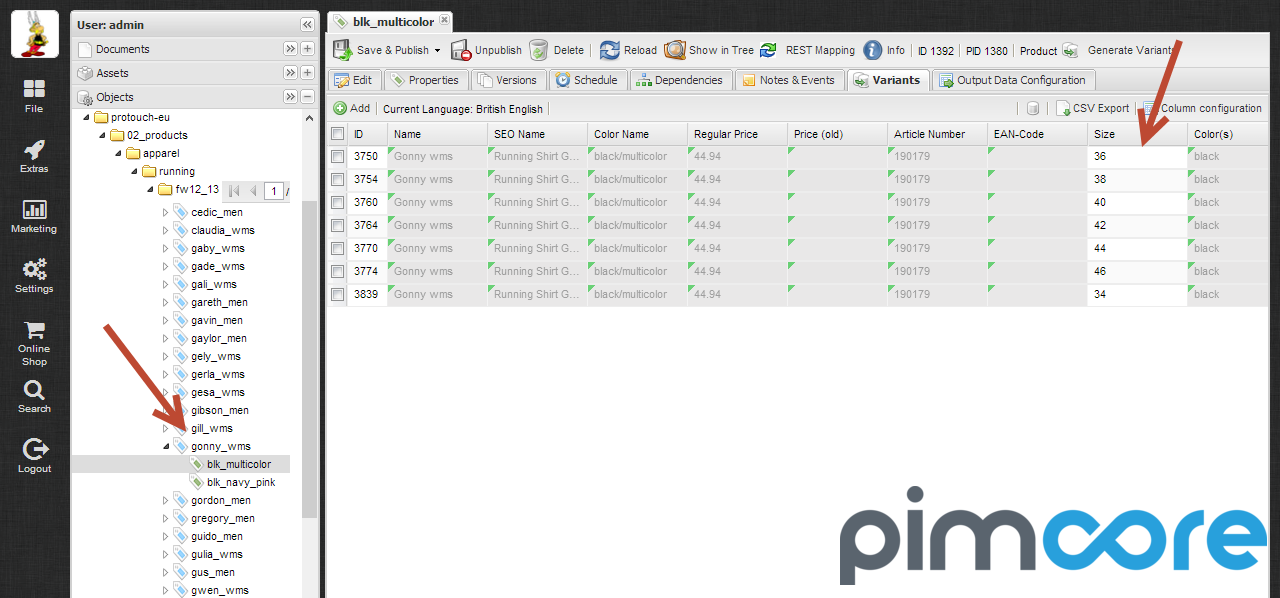 File
Extras
Marketing
Settings
Online
Shop
Search
Logout
User: admin
Documents
Assets
Objects
protouch-eu
02_products
apparel
running
fw12_13 1 /
cedic_men
claudia_wms
gaby_wms
gade_wms
gali_wms
gareth_men
gavin_men
gaylor_men
gely_wms
gerla_wms
gesa_wms
gibson_men
gill_wms
gonny_wms
blk_multicolor
blk_navy_pink
gordon_men
gregory_men
guido_men
gulia_wms
gus_men
gwen_wms
blk_multicolor
Save & Publish Unpublish Delete Reload Show in Tree REST Mapping Info ID 1392 PID 1380 Product Generate Variants
Edit Properties Versions Schedule Dependencies Notes & Events Variants Output Data Configuration
Add Current Language: British English CSV Export Column configuration
ID Name SEO Name Color Name Regular Price Price (old) Article Number EAN-Code Size Color(s)
3750 Gonny wms Running Shirt G... black/multicolor 44.94 190179 36 black
3754 Gonny wms Running Shirt G... black/multicolor 44.94 190179 38 black
3760 Gonny wms Running Shirt G... black/multicolor 44.94 190179 40 black
3764 Gonny wms Running Shirt G... black/multicolor 44.94 190179 42 black
3770 Gonny wms Running Shirt G... black/multicolor 44.94 190179 44 black
3774 Gonny wms Running Shirt G... black/multicolor 44.94 190179 46 black
3839 Gonny wms Running Shirt G... black/multicolor 44.94 190179 34 black
pimcore